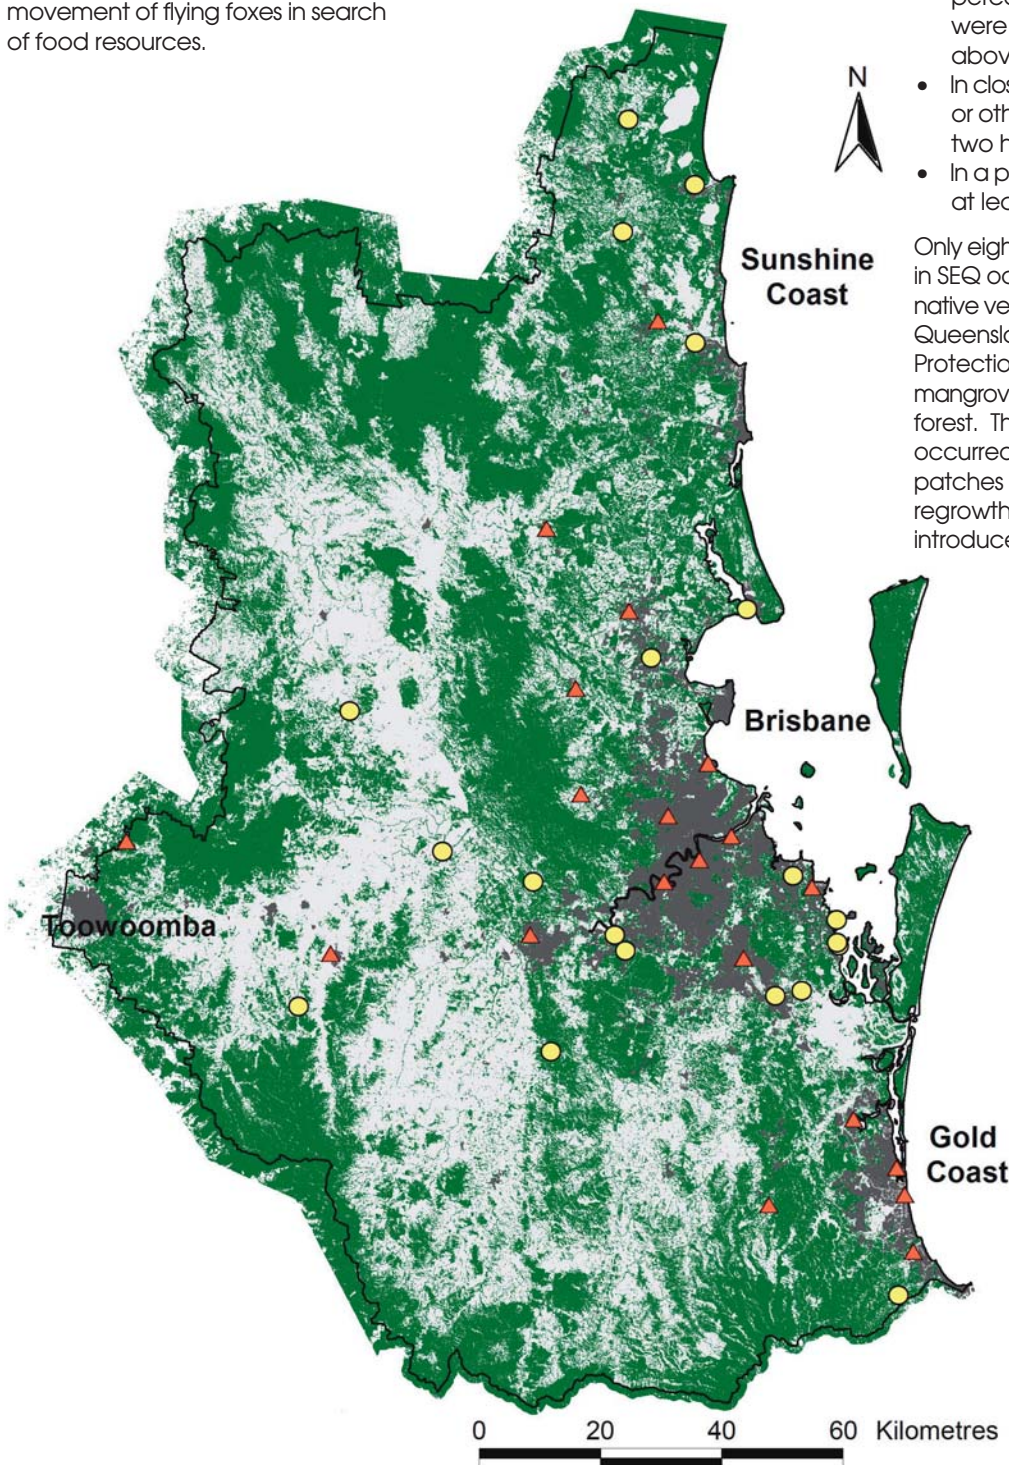 movement of flying foxes in search
of food resources.
were
• In clos
or oth
two h
• In a p
at lea
Only eigh
in SEQ oc
native ve
Queensla
Protectio
mangrov
forest. Th
occurred
patches
regrowth
introduce
N
Sunshine
Coast
Brisbane
Toowoomba
Gold
Coast
0 20 40 60 Kilometres